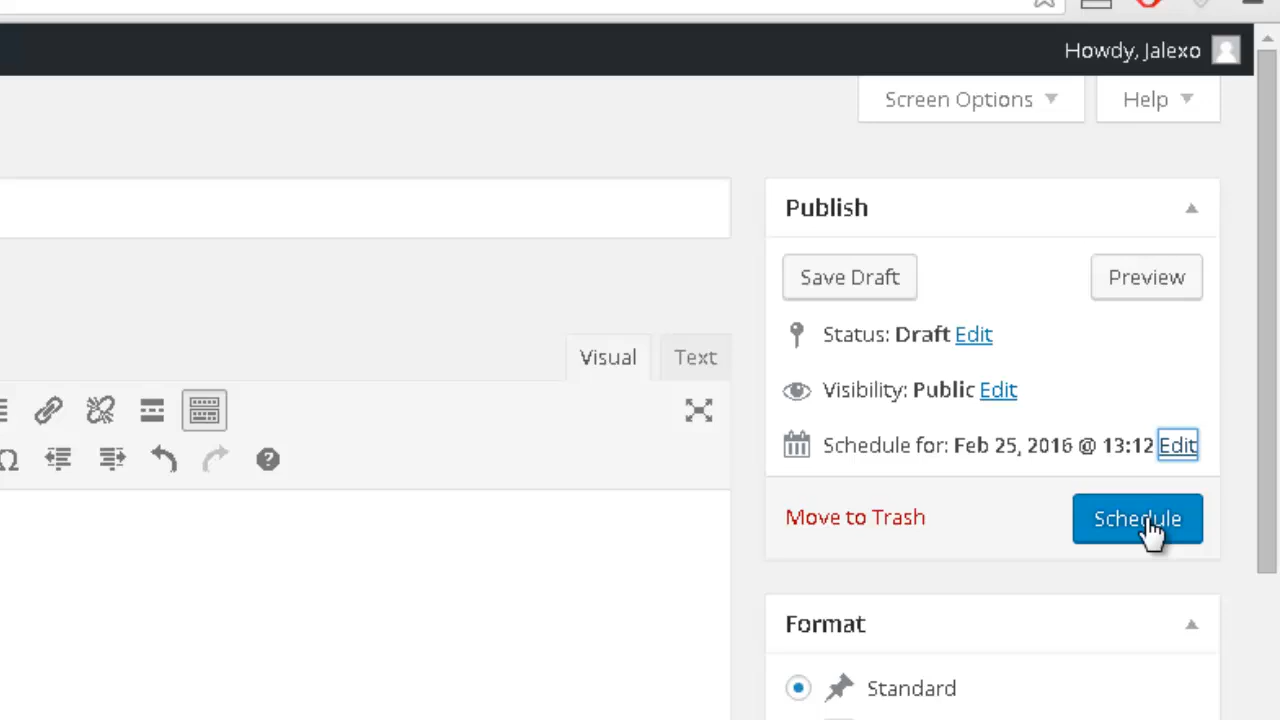 Howdy, Jalexo
Screen Options Help
Publish
Save Draft Preview
Status: Draft Edit
Visual Text
Visibility: Public Edit
Schedule for: Feb 25, 2016 @ 13:12 Edit
Move to Trash Schedule
Format
Standard